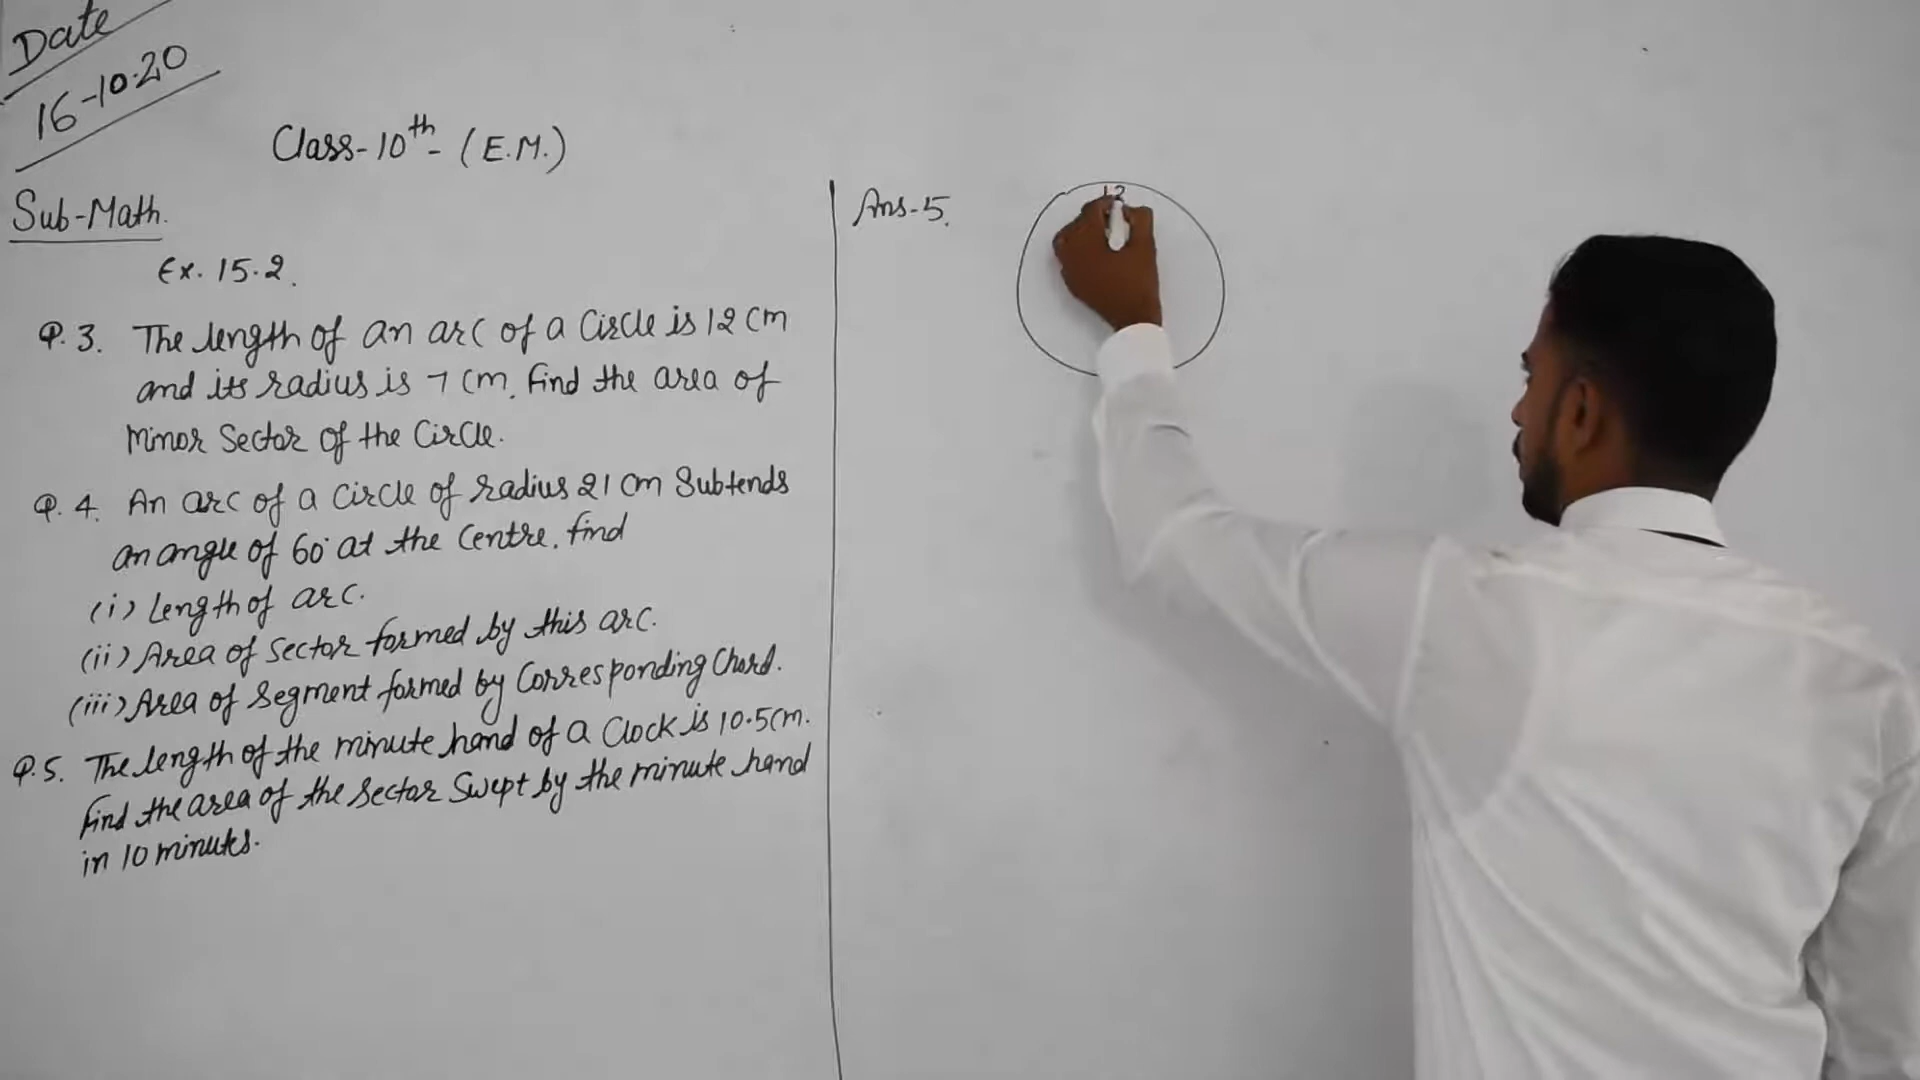 Date
16-10-20
Class-10th- (E.M.)
Sub-Math.
Ex. 15.2.
Q. 3. The length of an arc of a Circle is 12 cm
and its radius is 7 cm. find the area of
Minor Sector of the Circle.
Q. 4. An arc of a circle of radius 21 cm Subtends
an angle of 60° at the Centre. find
(i) Length of arc.
(ii) Area of Sector formed by this arc.
(iii) Area of Segment formed by Corresponding Chord.
Q.5. The length of the minute hand of a Clock is 10.5cm.
find the area of the Sector Swept by the minute hand
in 10 minutes.
Ans-5.
12